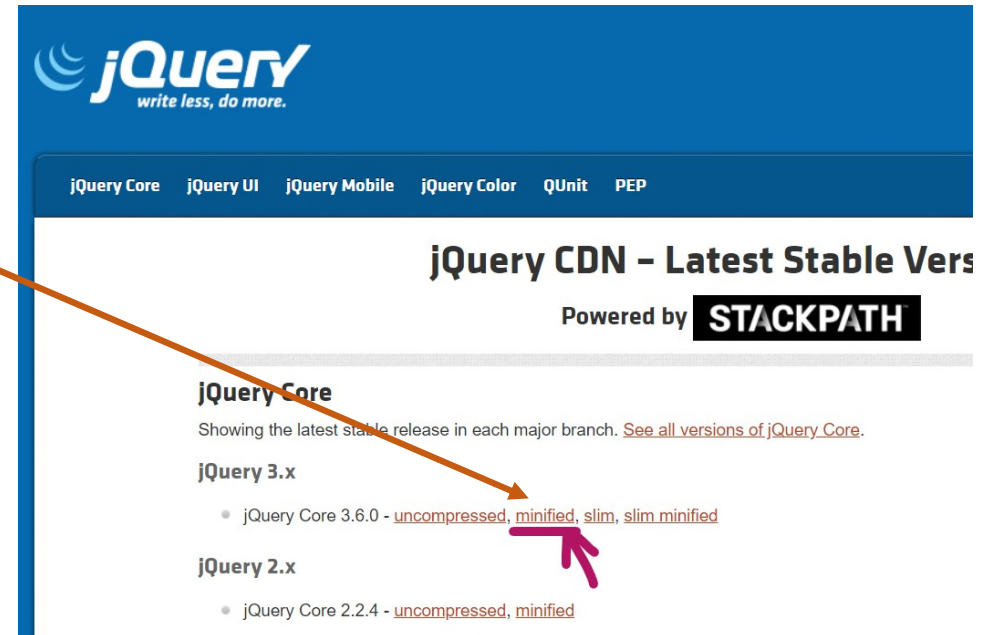 jQuery
write less, do more.
jQuery Core jQuery UI jQuery Mobile jQuery Color QUnit PEP
jQuery CDN – Latest Stable Vers
Powered by STACKPATH
jQuery Core
Showing the latest stable release in each major branch. See all versions of jQuery Core.
jQuery 3.x
jQuery Core 3.6.0 - uncompressed, minified, slim, slim minified
jQuery 2.x
jQuery Core 2.2.4 - uncompressed, minified